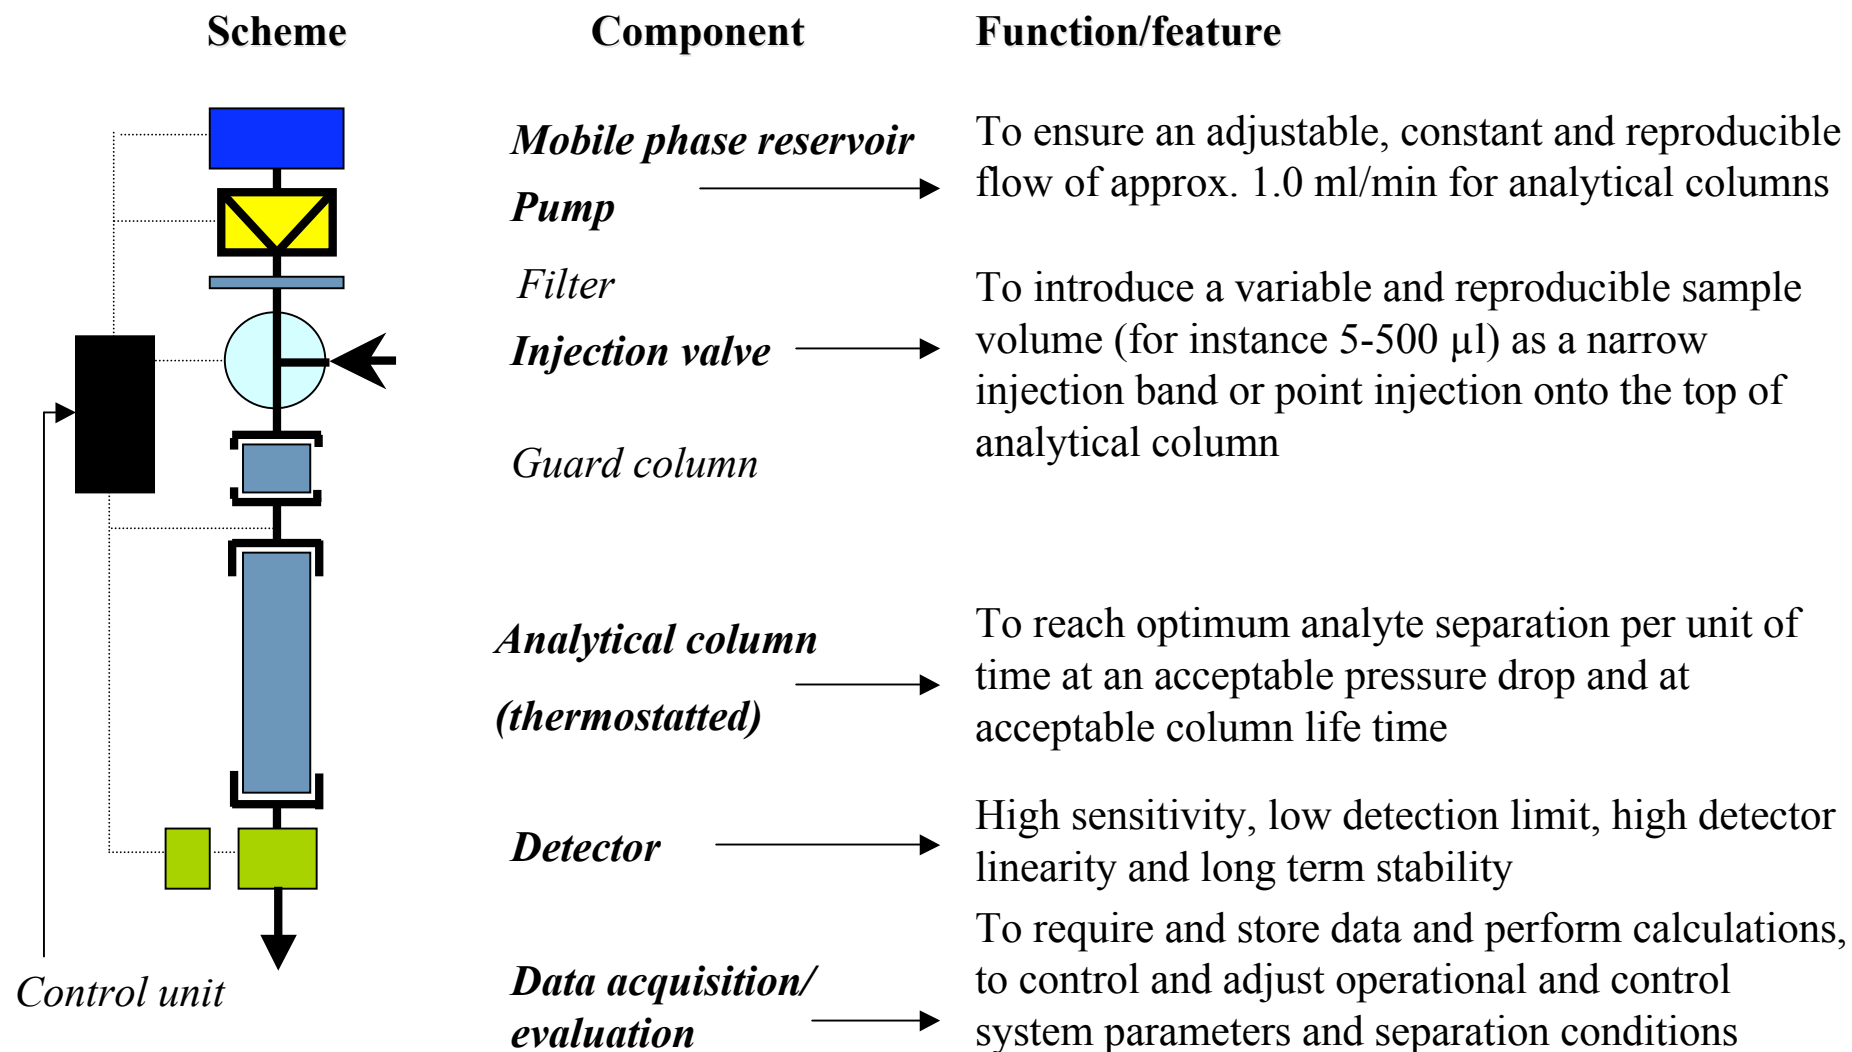 Scheme
Component
Function/feature
Mobile phase reservoir
Pump
To ensure an adjustable, constant and reproducible
flow of approx. 1.0 ml/min for analytical columns
Filter
Injection valve
To introduce a variable and reproducible sample
volume (for instance 5-500 µl) as a narrow
injection band or point injection onto the top of
analytical column
Guard column
Analytical column
(thermostatted)
To reach optimum analyte separation per unit of
time at an acceptable pressure drop and at
acceptable column life time
Detector
High sensitivity, low detection limit, high detector
linearity and long term stability
Control unit
Data acquisition/
evaluation
To require and store data and perform calculations,
to control and adjust operational and control
system parameters and separation conditions